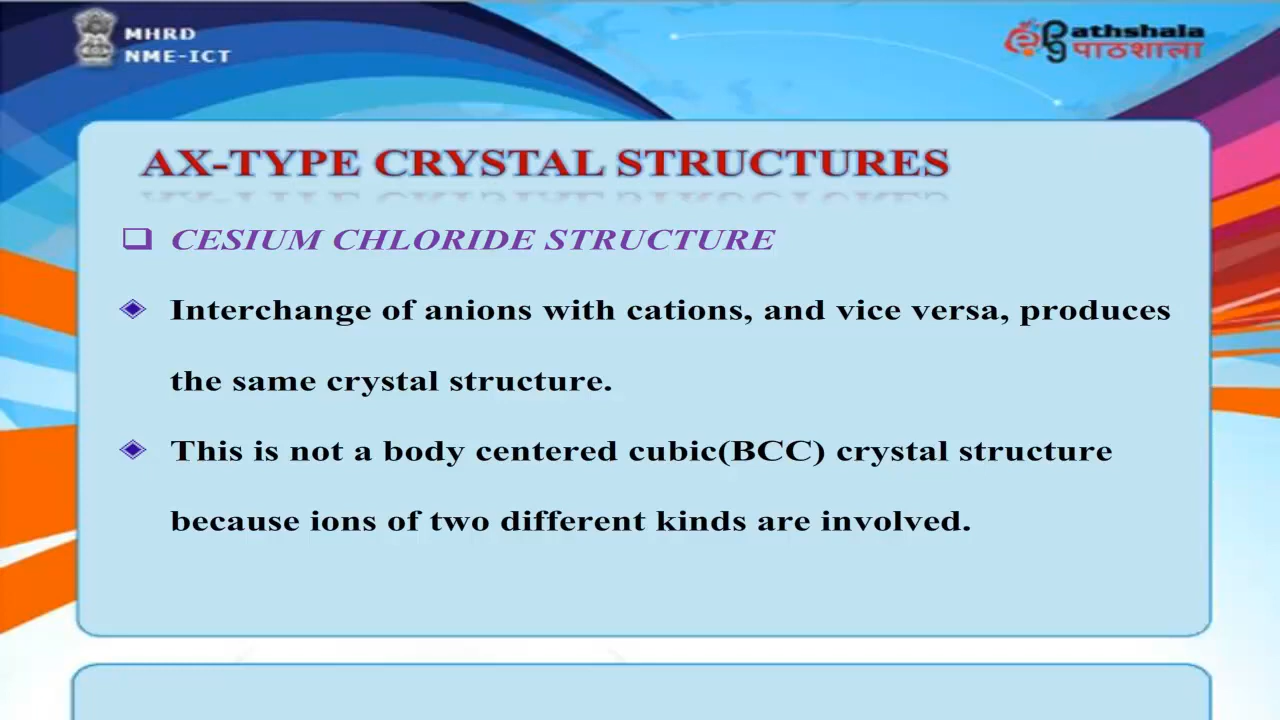 MHRD
NME-ICT
athshala
पाठशाला
AX-TYPE CRYSTAL STRUCTURES
CESIUM CHLORIDE STRUCTURE
Interchange of anions with cations, and vice versa, produces
the same crystal structure.
This is not a body centered cubic(BCC) crystal structure
because ions of two different kinds are involved.